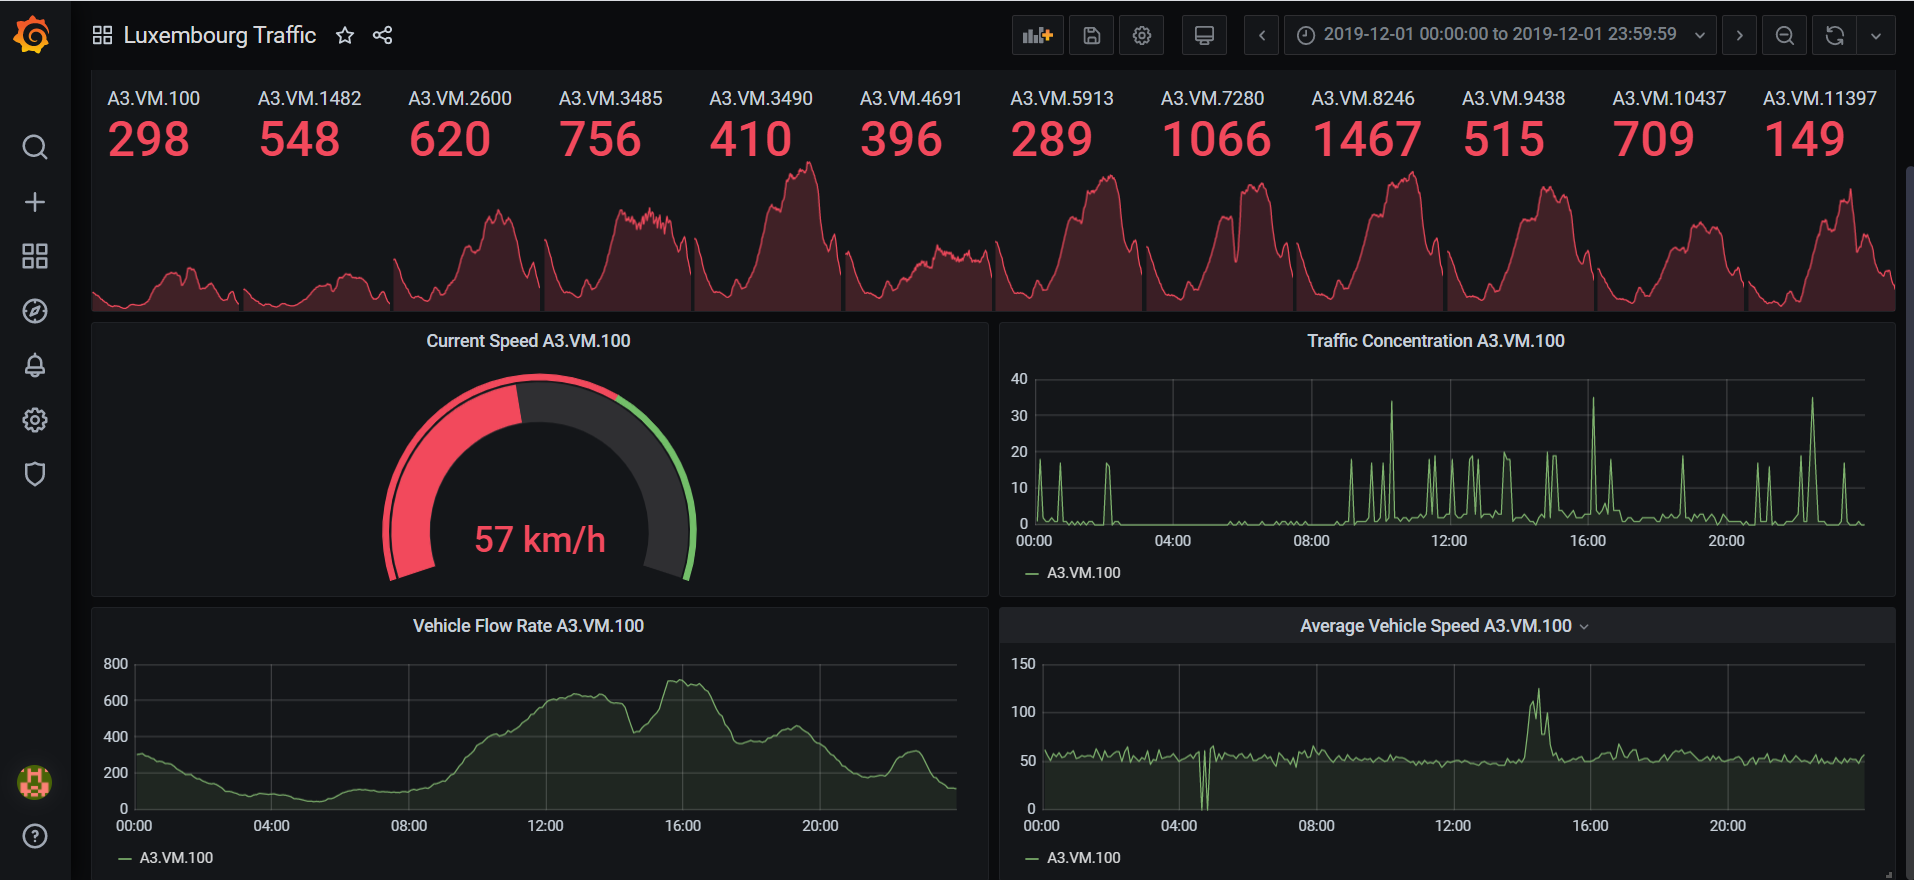 Luxembourg Traffic
2019-12-01 00:00:00 to 2019-12-01 23:59:59
A3.VM.100 A3.VM.1482 A3.VM.2600 A3.VM.3485 A3.VM.3490 A3.VM.4691 A3.VM.5913 A3.VM.7280 A3.VM.8246 A3.VM.9438 A3.VM.10437 A3.VM.11397
298 548 620 756 410 396 289 1066 1467 515 709 149
Current Speed A3.VM.100
57 km/h
Traffic Concentration A3.VM.100
40
30
20
10
0
00:00 04:00 08:00 12:00 16:00 20:00
A3.VM.100
Vehicle Flow Rate A3.VM.100
800
600
400
200
0
00:00 04:00 08:00 12:00 16:00 20:00
A3.VM.100
Average Vehicle Speed A3.VM.100
150
100
50
0
00:00 04:00 08:00 12:00 16:00 20:00
A3.VM.100